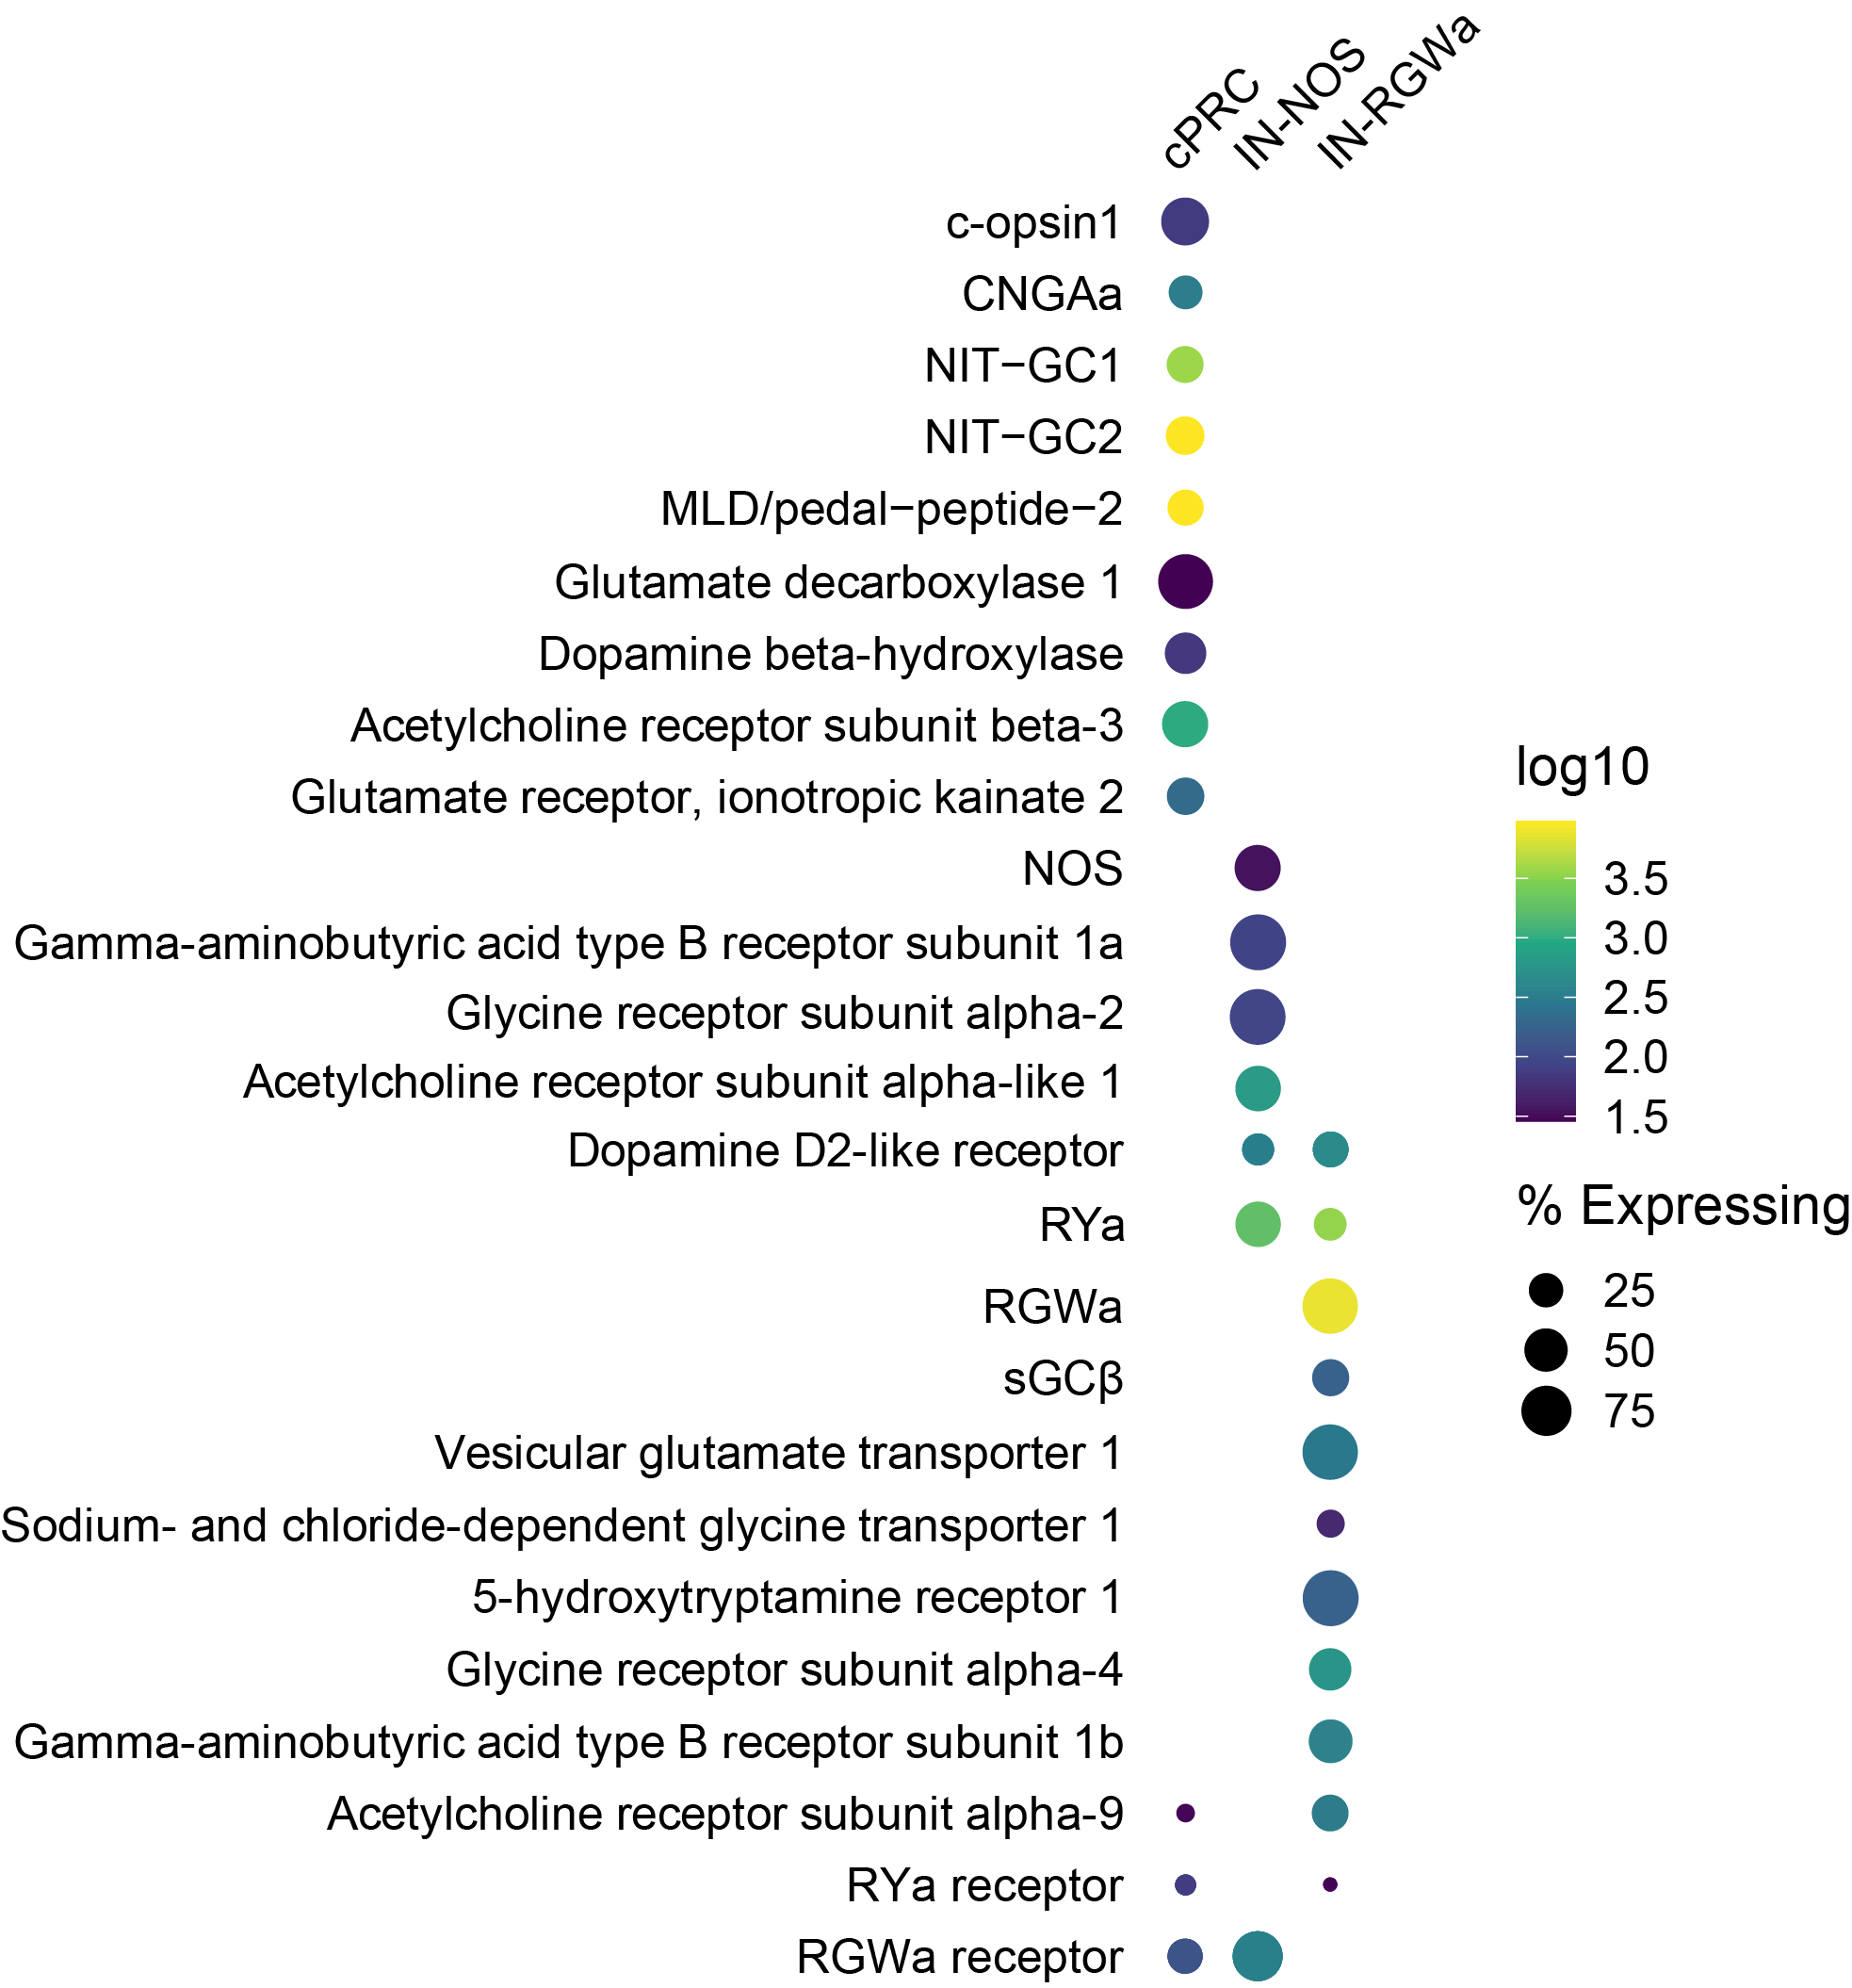 cPRC
IN-NOS
IN-RGWa
c-opsin1
CNGAa
NIT−GC1
NIT−GC2
MLD/pedal−peptide−2
Glutamate decarboxylase 1
Dopamine beta-hydroxylase
Acetylcholine receptor subunit beta-3
Glutamate receptor, ionotropic kainate 2
NOS
Gamma-aminobutyric acid type B receptor subunit 1a
Glycine receptor subunit alpha-2
Acetylcholine receptor subunit alpha-like 1
Dopamine D2-like receptor
RYa
RGWa
sGCβ
Vesicular glutamate transporter 1
Sodium- and chloride-dependent glycine transporter 1
5-hydroxytryptamine receptor 1
Glycine receptor subunit alpha-4
Gamma-aminobutyric acid type B receptor subunit 1b
Acetylcholine receptor subunit alpha-9
RYa receptor
RGWa receptor
log10
3.5
3.0
2.5
2.0
1.5
% Expressing
25
50
75